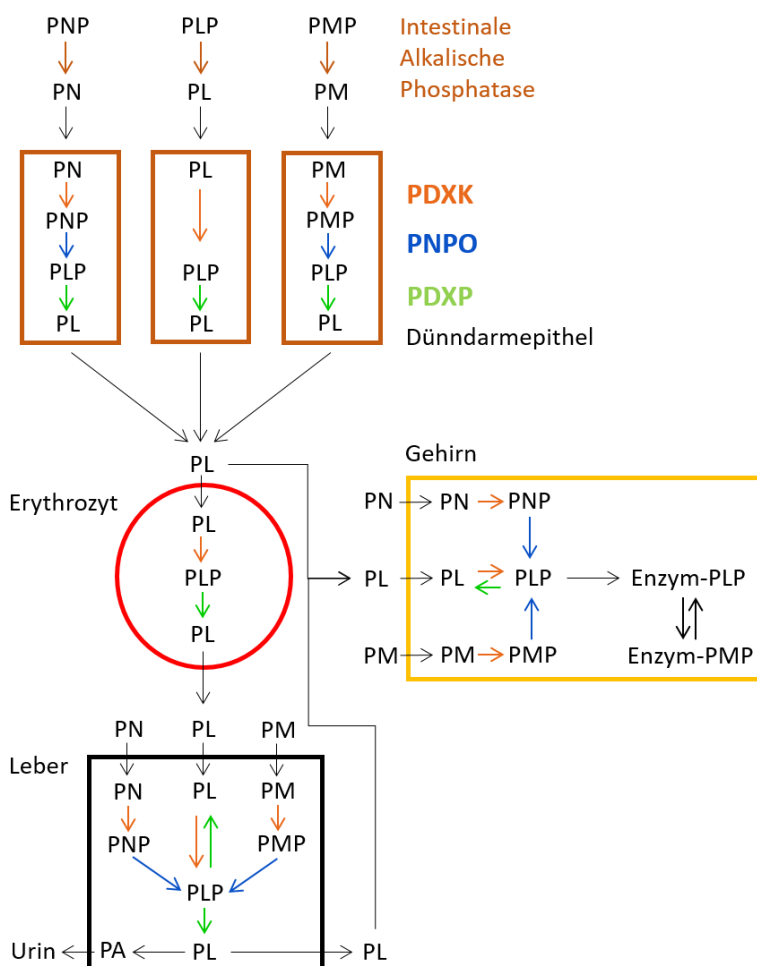 PNP PLP PMP Intestinale
Alkalische
PN PL PM Phosphatase
PN PL PM
PDXK
PNP PMP
PNPO
PLP PLP PLP
PDXP
PL PL PL
Dünndarmepithel
PL
Gehirn
Erythrozyt
PN PN PNP
PL
PLP
PL PL PLP Enzym-PLP
PL
PM PM PMP Enzym-PMP
PN PL PM
Leber
PN PL PM
PNP PMP
PLP
Urin PA PL PL